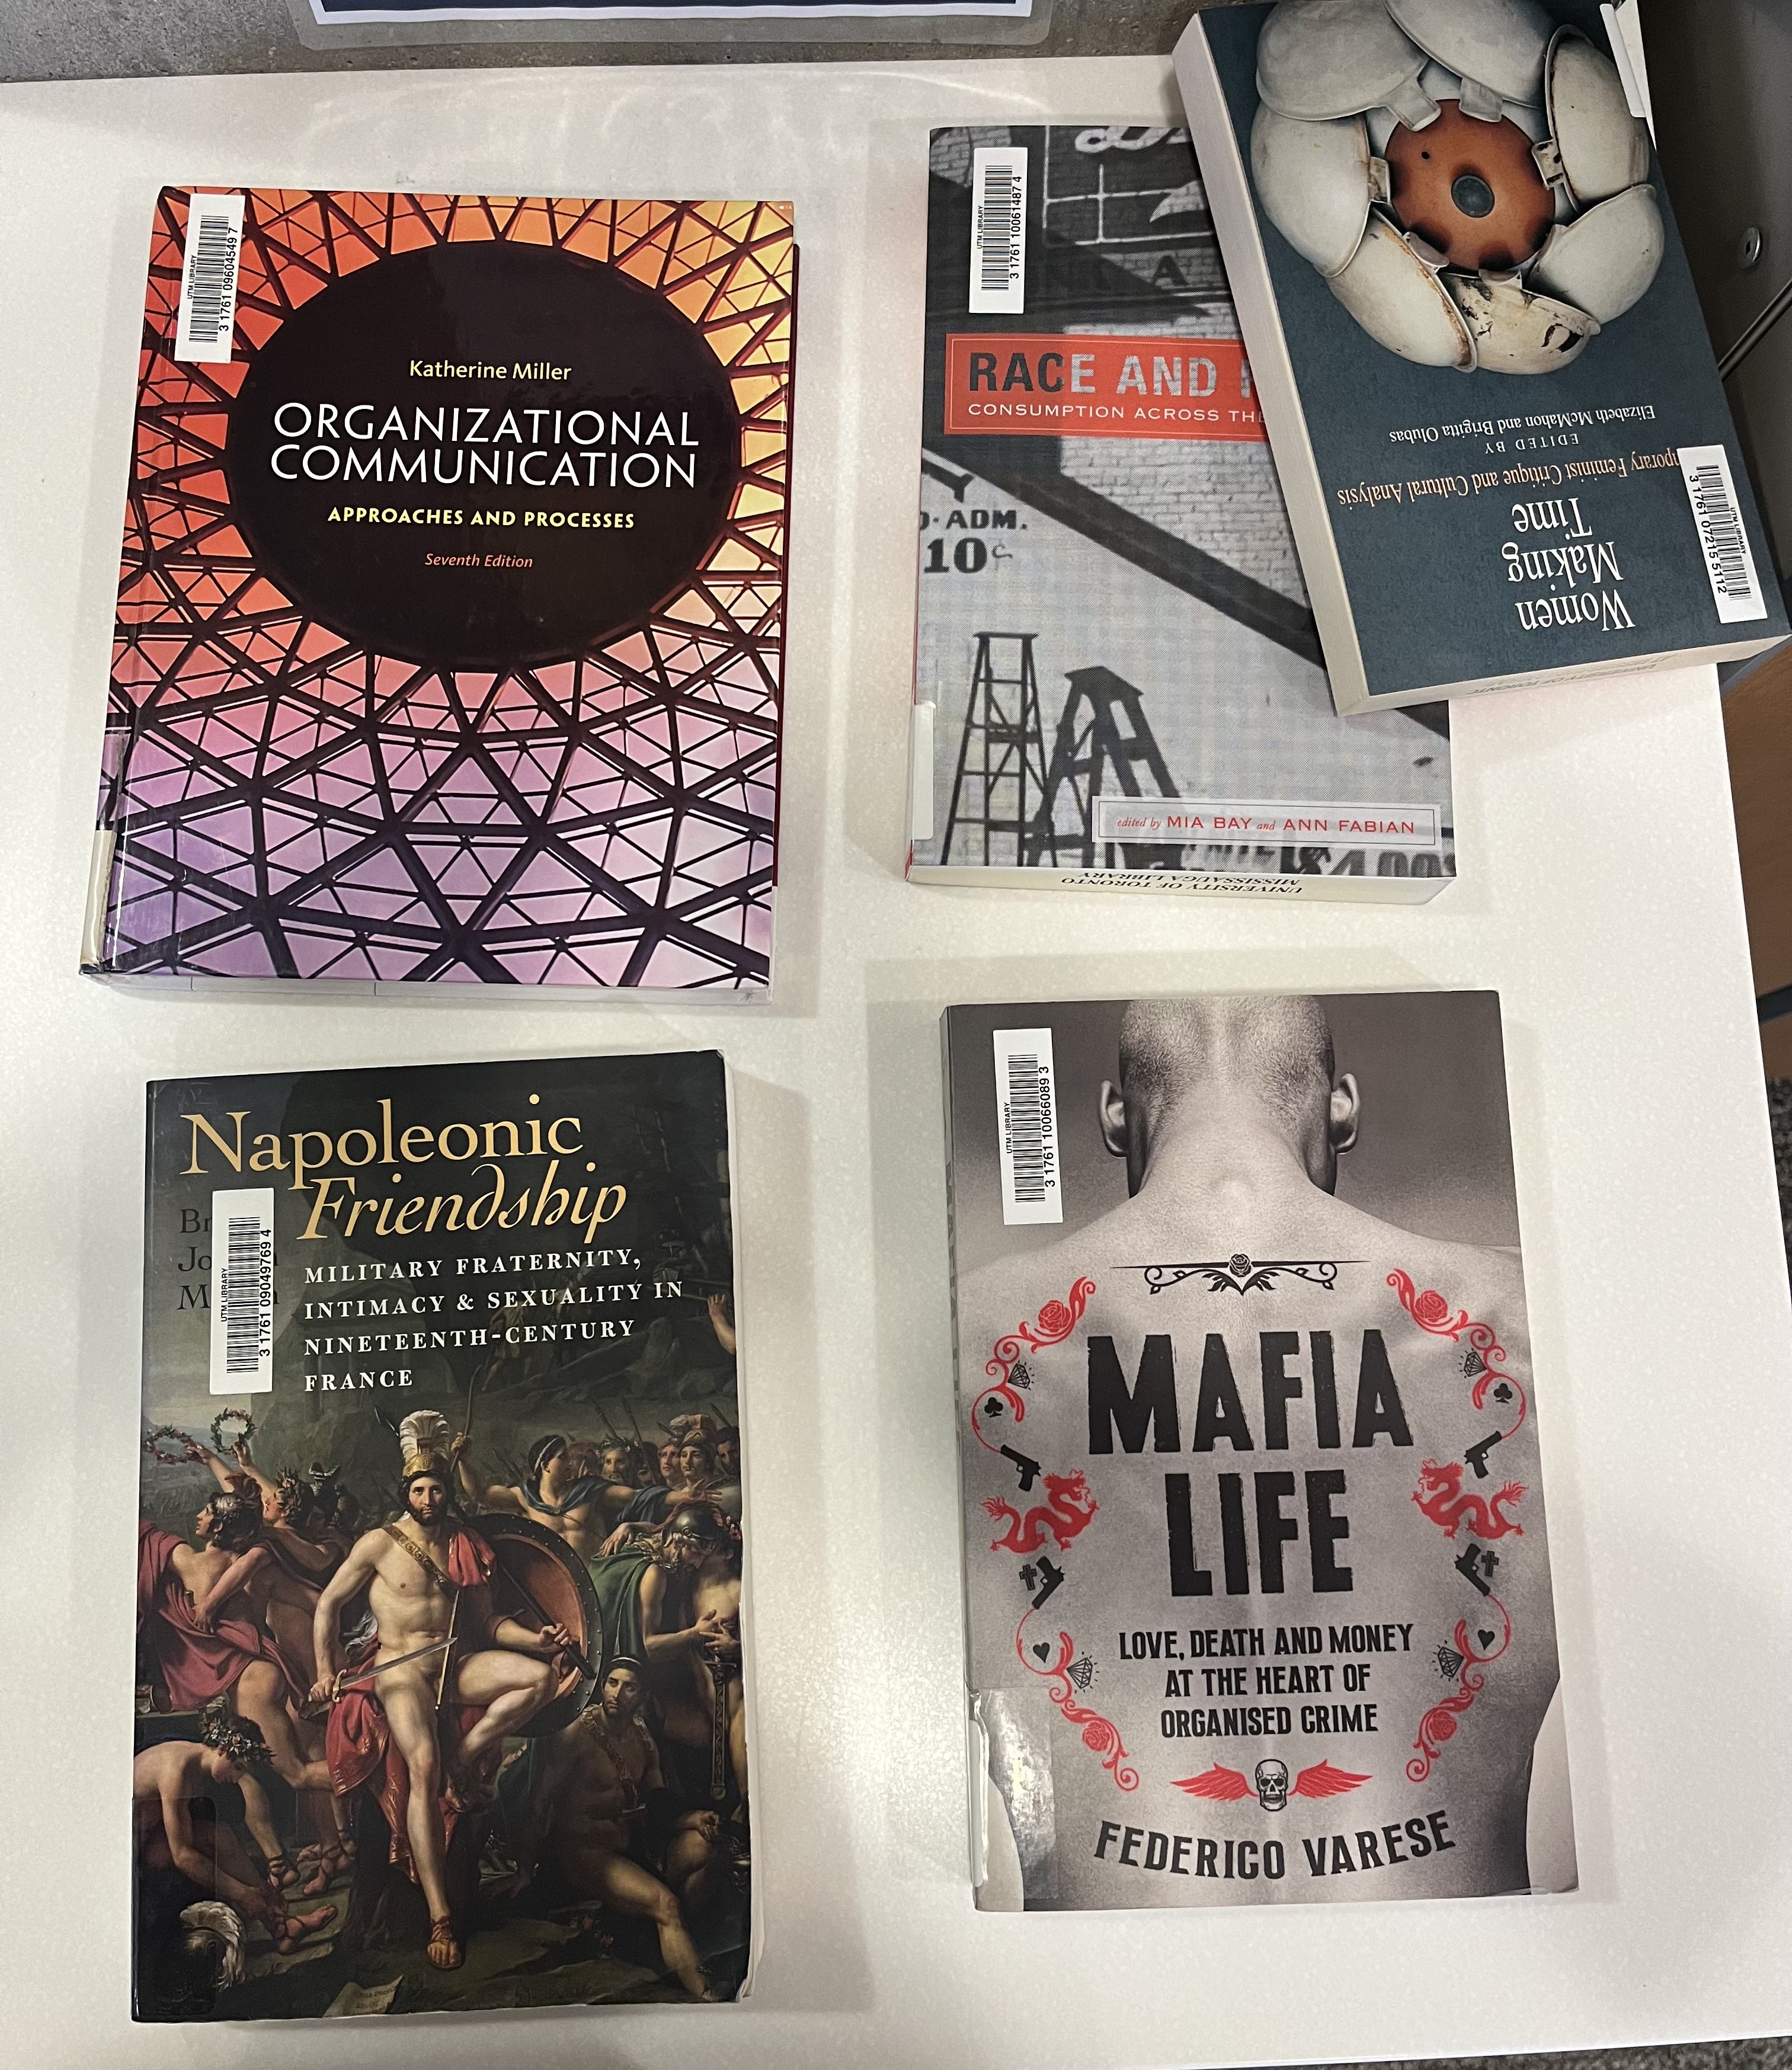 UTM LIBRARY
3 1761 09604549 7
Katherine Miller
ORGANIZATIONAL
COMMUNICATION
APPROACHES AND PROCESSES
Seventh Edition
UTM LIBRARY
3 1761 10061487 4
RACE AND
CONSUMPTION ACROSS THE
ADM.
10¢
edited by MIA BAY and ANN FABIAN
UNIVERSITY OF TORONTO
MISSISSAUGA LIBRARY
Women
Making
Time
porary Feminist Critique and Cultural Analysis
EDITED BY
Elizabeth McMahon and Brigitta Olubas
UTM LIBRARY
3 1761 07215 5112
Napoleonic
Friendship
MILITARY FRATERNITY,
INTIMACY & SEXUALITY IN
NINETEENTH-CENTURY
FRANCE
Br
Jo
M
UTM LIBRARY
3 1761 09049769 4
UTM LIBRARY
3 1761 10066089 3
MAFIA
LIFE
LOVE, DEATH AND MONEY
AT THE HEART OF
ORGANISED CRIME
FEDERICO VARESE